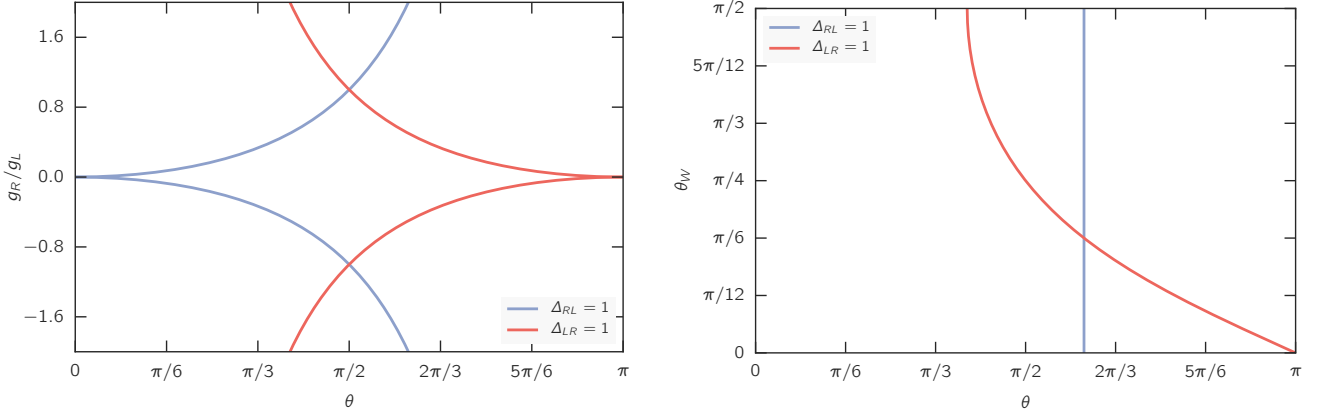 1.6
0.8
0.0
−0.8
−1.6
g_R/g_L
Δ_RL = 1
Δ_LR = 1
0 π/6 π/3 π/2 2π/3 5π/6 π
θ
π/2
5π/12
π/3
π/4
π/6
π/12
0
θ_W
Δ_RL = 1
Δ_LR = 1
0 π/6 π/3 π/2 2π/3 5π/6 π
θ